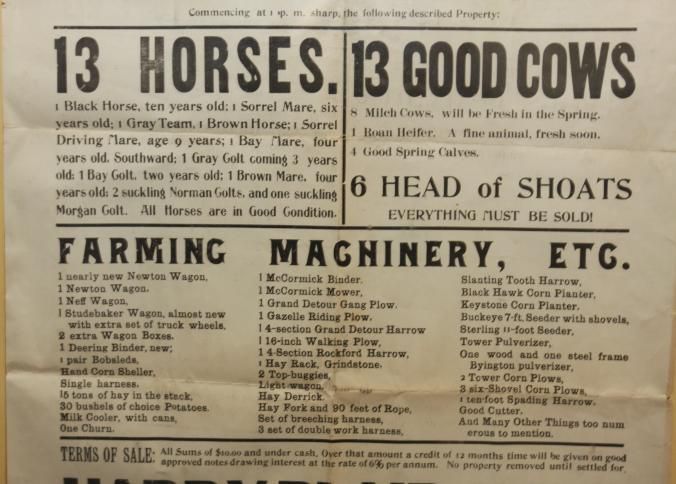 Commencing at 1 p. m. sharp, the following described Property:
13 HORSES.
1 Black Horse, ten years old; 1 Sorrel Mare, six
years old; 1 Gray Team, 1 Brown Horse; 1 Sorrel
Driving Mare, age 9 years; 1 Bay Mare, four
years old, Southward; 1 Gray Colt coming 3 years
old; 1 Bay Colt, two years old; 1 Brown Mare, four
years old; 2 suckling Norman Colts, and one suckling
Morgan Colt. All Horses are in Good Condition.
13 GOOD COWS
8 Milch Cows, will be Fresh in the Spring.
1 Roan Heifer. A fine animal, fresh soon.
4 Good Spring Calves.
6 HEAD of SHOATS
EVERYTHING MUST BE SOLD!
FARMING MACHINERY, ETC.
1 nearly new Newton Wagon,
1 Newton Wagon.
1 Neff Wagon,
1 Studebaker Wagon, almost new
with extra set of truck wheels.
2 extra Wagon Boxes.
1 Deering Binder, new;
1 pair Bobsleds,
Hand Corn Sheller,
Single harness.
15 tons of hay in the stack,
30 bushels of choice Potatoes.
Milk Cooler, with cans,
One Churn.
1 McCormick Binder.
1 McCormick Mower,
1 Grand Detour Gang Plow.
1 Gazelle Riding Plow.
1 4-section Grand Detour Harrow
1 16-inch Walking Plow,
1 4-Section Rockford Harrow,
1 Hay Rack, Grindstone.
2 Top-buggies,
Light wagon,
Hay Derrick.
Hay Fork and 90 feet of Rope,
Set of breeching harness,
3 set of double work harness,
Slanting Tooth Harrow,
Black Hawk Corn Planter,
Keystone Corn Planter.
Buckeye 7-ft. Seeder with shovels,
Sterling 11-foot Seeder,
Tower Pulverizer,
One wood and one steel frame
Byington pulverizer,
2 Tower Corn Plows,
3 six-Shovel Corn Plows,
1 ten-foot Spading Harrow.
Good Cutter.
And Many Other Things too num
erous to mention.
TERMS OF SALE: All Sums of $10.00 and under cash, Over that amount a credit of 12 months time will be given on good
approved notes drawing interest at the rate of 6% per annum. No property removed until settled for.